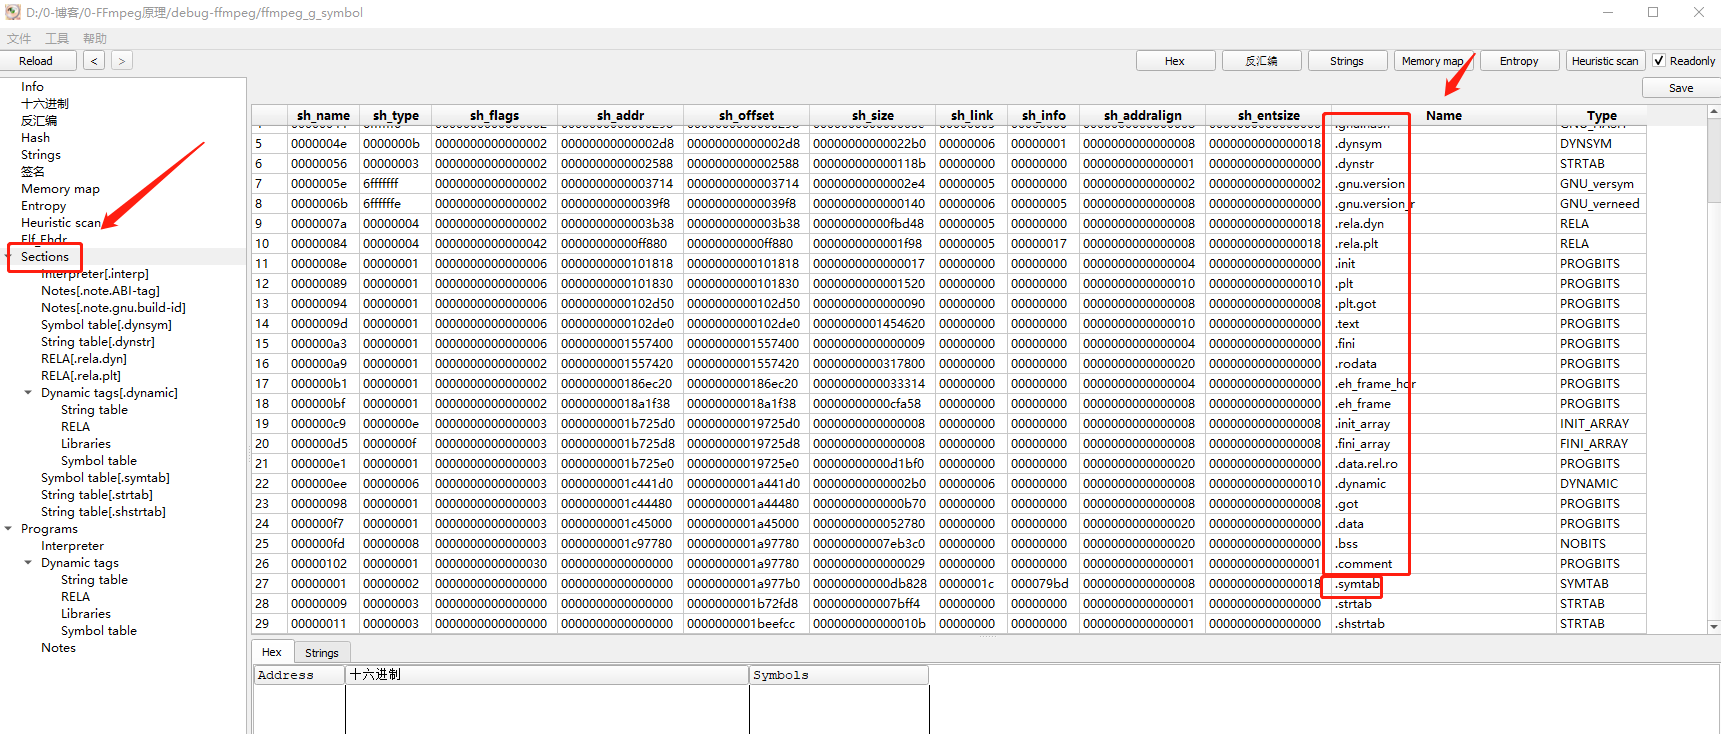 D:/0-博客/0-FFmpeg原理/debug-ffmpeg/ffmpeg_g_symbol
文件 工具 帮助
Reload < > Hex 反汇编 Strings Memory map Entropy Heuristic scan Readonly
Save
Info
十六进制
反汇编
Hash
Strings
签名
Memory map
Entropy
Heuristic scan
Elf_Ehdr
Sections
Interpreter[.interp]
Notes[.note.ABI-tag]
Notes[.note.gnu.build-id]
Symbol table[.dynsym]
String table[.dynstr]
RELA[.rela.dyn]
RELA[.rela.plt]
Dynamic tags[.dynamic]
String table
RELA
Libraries
Symbol table
Symbol table[.symtab]
String table[.strtab]
String table[.shstrtab]
Programs
Interpreter
Dynamic tags
String table
RELA
Libraries
Symbol table
Notes
sh_name sh_type sh_flags sh_addr sh_offset sh_size sh_link sh_info sh_addralign sh_entsize Name Type
5 0000004e 0000000b 0000000000000002 00000000000002d8 00000000000002d8 00000000000022b0 00000006 00000001 0000000000000008 0000000000000018 .dynsym DYNSYM
6 00000056 00000003 0000000000000002 0000000000002588 0000000000002588 000000000000118b 00000000 00000000 0000000000000001 0000000000000000 .dynstr STRTAB
7 0000005e 6fffffff 0000000000000002 0000000000003714 0000000000003714 00000000000002e4 00000005 00000000 0000000000000002 0000000000000002 .gnu.version GNU_versym
8 0000006b 6ffffffe 0000000000000002 00000000000039f8 00000000000039f8 0000000000000140 00000006 00000005 0000000000000008 0000000000000000 .gnu.version_r GNU_verneed
9 0000007a 00000004 0000000000000002 0000000000003b38 0000000000003b38 00000000000fbd48 00000005 00000000 0000000000000008 0000000000000018 .rela.dyn RELA
10 00000084 00000004 0000000000000042 00000000000ff880 00000000000ff880 0000000000001f98 00000005 00000017 0000000000000008 0000000000000018 .rela.plt RELA
11 0000008e 00000001 0000000000000006 0000000000101818 0000000000101818 0000000000000017 00000000 00000000 0000000000000004 0000000000000000 .init PROGBITS
12 00000089 00000001 0000000000000006 0000000000101830 0000000000101830 0000000000001520 00000000 00000000 0000000000000010 0000000000000010 .plt PROGBITS
13 00000094 00000001 0000000000000006 0000000000102d50 0000000000102d50 0000000000000090 00000000 00000000 0000000000000008 0000000000000008 .plt.got PROGBITS
14 0000009d 00000001 0000000000000006 0000000000102de0 0000000000102de0 0000000001454620 00000000 00000000 0000000000000010 0000000000000000 .text PROGBITS
15 000000a3 00000001 0000000000000006 0000000001557400 0000000001557400 0000000000000009 00000000 00000000 0000000000000004 0000000000000000 .fini PROGBITS
16 000000a9 00000001 0000000000000002 0000000001557420 0000000001557420 0000000000317800 00000000 00000000 0000000000000020 0000000000000000 .rodata PROGBITS
17 000000b1 00000001 0000000000000002 000000000186ec20 000000000186ec20 0000000000033314 00000000 00000000 0000000000000004 0000000000000000 .eh_frame_hdr PROGBITS
18 000000bf 00000001 0000000000000002 00000000018a1f38 00000000018a1f38 00000000000cfa58 00000000 00000000 0000000000000008 0000000000000000 .eh_frame PROGBITS
19 000000c9 0000000e 0000000000000003 0000000001b725d0 00000000019725d0 0000000000000008 00000000 00000000 0000000000000008 0000000000000008 .init_array INIT_ARRAY
20 000000d5 0000000f 0000000000000003 0000000001b725d8 00000000019725d8 0000000000000008 00000000 00000000 0000000000000008 0000000000000008 .fini_array FINI_ARRAY
21 000000e1 00000001 0000000000000003 0000000001b725e0 00000000019725e0 00000000000d1bf0 00000000 00000000 0000000000000020 0000000000000000 .data.rel.ro PROGBITS
22 000000ee 00000006 0000000000000003 0000000001c441d0 0000000001a441d0 00000000000002b0 00000006 00000000 0000000000000008 0000000000000010 .dynamic DYNAMIC
23 00000098 00000001 0000000000000003 0000000001c44480 0000000001a44480 0000000000000b70 00000000 00000000 0000000000000008 0000000000000008 .got PROGBITS
24 000000f7 00000001 0000000000000003 0000000001c45000 0000000001a45000 0000000000052780 00000000 00000000 0000000000000020 0000000000000000 .data PROGBITS
25 000000fd 00000008 0000000000000003 0000000001c97780 0000000001a97780 00000000007eb3c0 00000000 00000000 0000000000000020 0000000000000000 .bss NOBITS
26 00000102 00000001 0000000000000030 0000000000000000 0000000001a97780 0000000000000029 00000000 00000000 0000000000000001 0000000000000001 .comment PROGBITS
27 00000001 00000002 0000000000000000 0000000000000000 0000000001a977b0 00000000000db828 0000001c 000079bd 0000000000000008 0000000000000018 .symtab SYMTAB
28 00000009 00000003 0000000000000000 0000000000000000 0000000001b72fd8 000000000007bff4 00000000 00000000 0000000000000001 0000000000000000 .strtab STRTAB
29 00000011 00000003 0000000000000000 0000000000000000 0000000001beefcc 000000000000010b 00000000 00000000 0000000000000001 0000000000000000 .shstrtab STRTAB
Hex Strings
Address 十六进制 Symbols